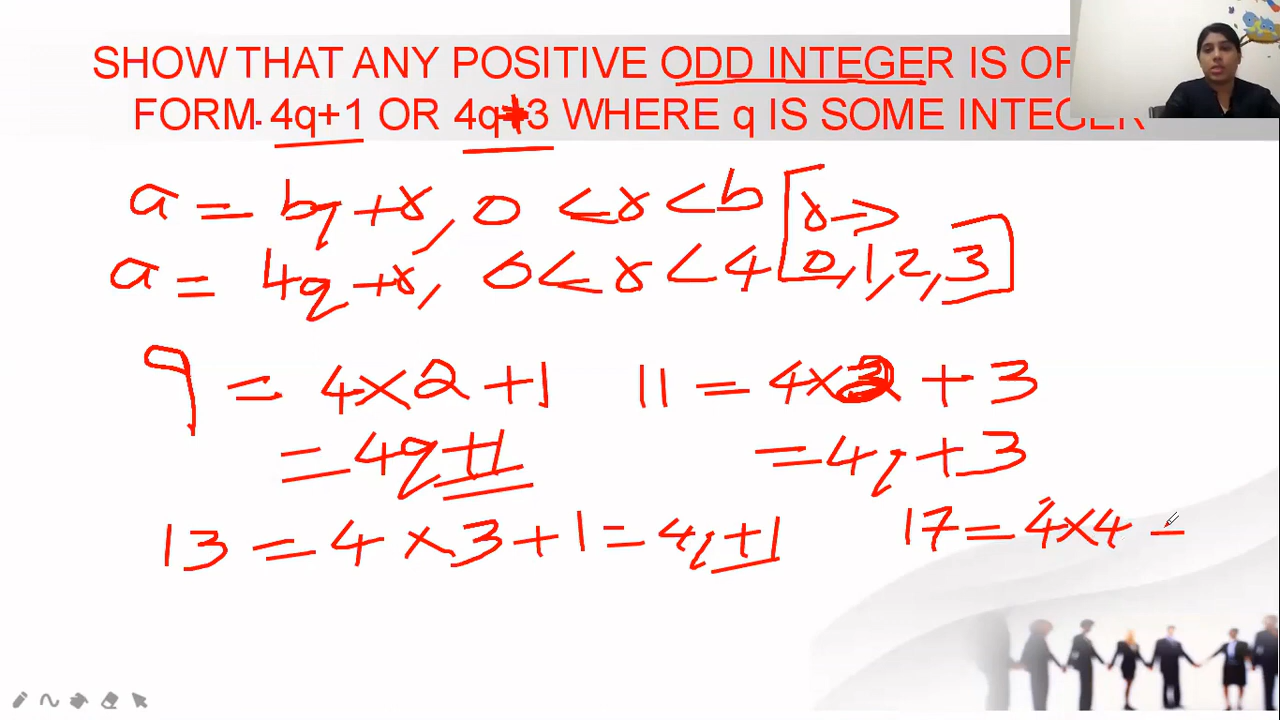 SHOW THAT ANY POSITIVE ODD INTEGER IS OF
FORM 4q+1 OR 4q+3 WHERE q IS SOME INTEGER
a = bq + r, 0 ≤ r < b [r →
a = 4q + r, 0 ≤ r < 4 [0, 1, 2, 3]
9 = 4 × 2 + 1 11 = 4 × + 3
= 4q + 1 = 4q + 3
13 = 4 × 3 + 1 = 4q + 1 17 = 4 × 4